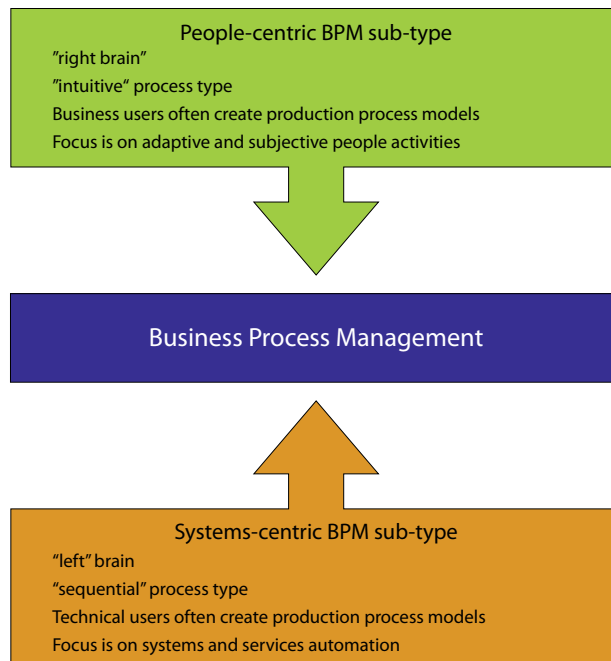 People-centric BPM sub-type
”right brain”
”intuitive“ process type
Business users often create production process models
Focus is on adaptive and subjective people activities
Business Process Management
Systems-centric BPM sub-type
“left” brain
“sequential” process type
Technical users often create production process models
Focus is on systems and services automation